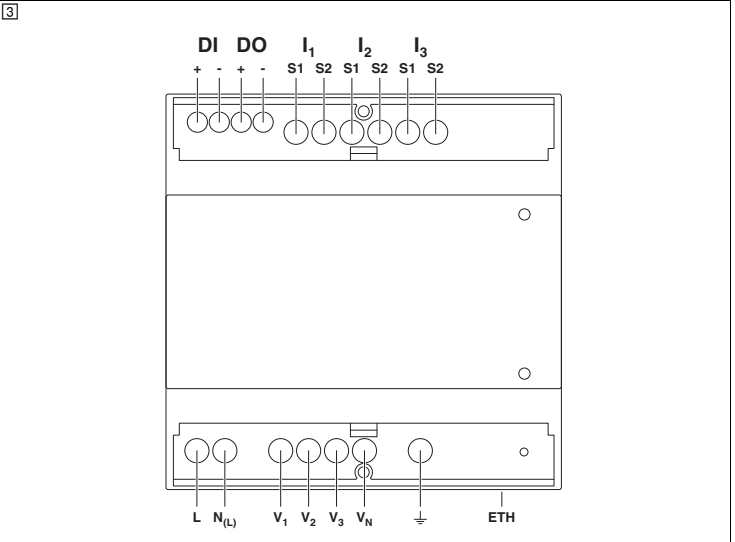 3
DI DO I₁ I₂ I₃
+ - + - S1 S2 S1 S2 S1 S2
L N(L) V₁ V₂ V₃ Vₙ ETH